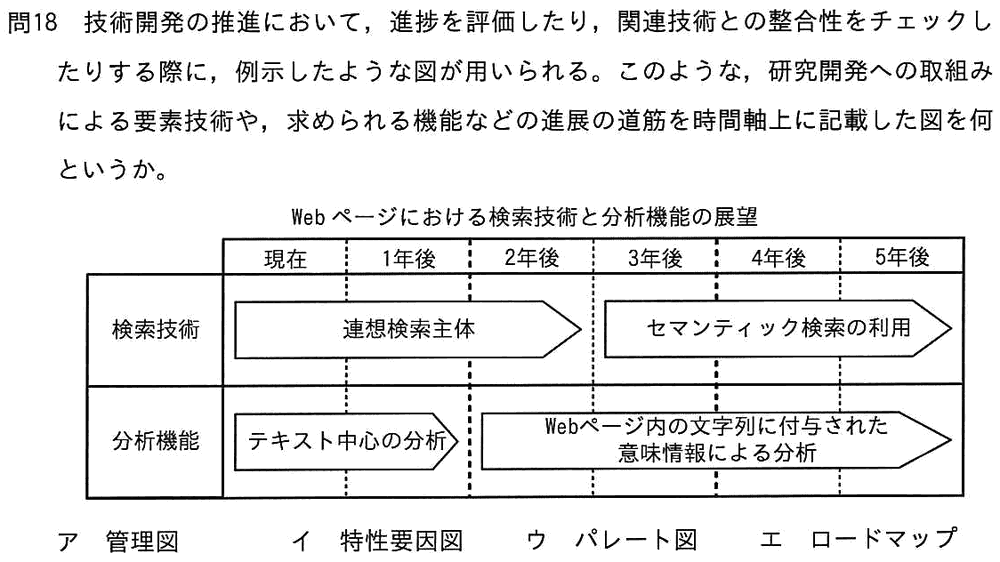 問18 技術開発の推進において，進捗を評価したり，関連技術との整合性をチェックし
たりする際に，例示したような図が用いられる。このような，研究開発への取組み
による要素技術や，求められる機能などの進展の道筋を時間軸上に記載した図を何
というか。
Webページにおける検索技術と分析機能の展望
現在 1年後 2年後 3年後 4年後 5年後
検索技術 連想検索主体 セマンティック検索の利用
分析機能 テキスト中心の分析 Webページ内の文字列に付与された
意味情報による分析
ア 管理図 イ 特性要因図 ウ パレート図 エ ロードマップ